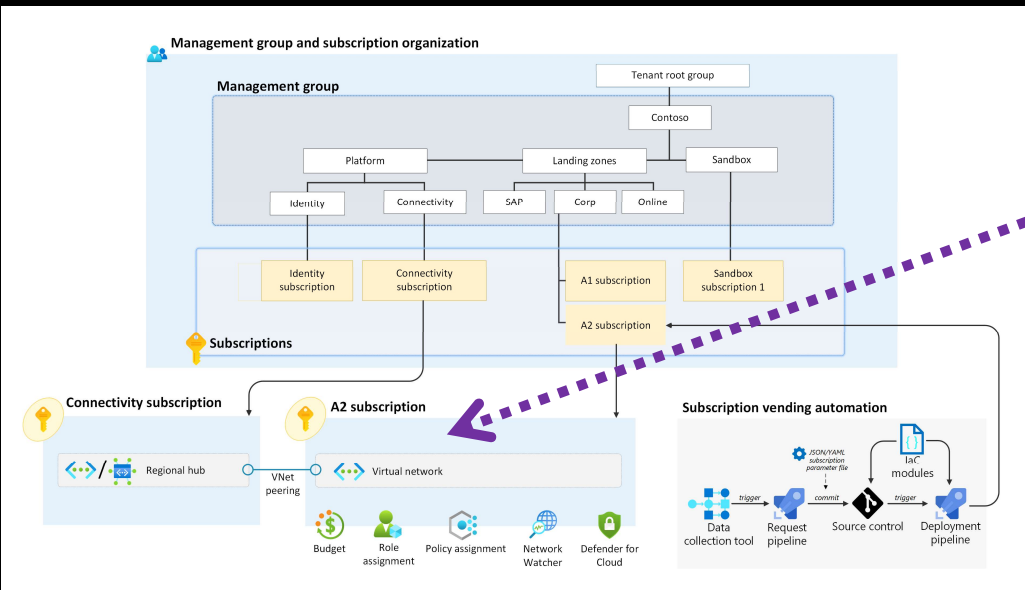 Management group and subscription organization
Management group
Tenant root group
Contoso
Platform
Landing zones
Sandbox
Identity
Connectivity
SAP
Corp
Online
Identity
subscription
Connectivity
subscription
A1 subscription
Sandbox
subscription 1
A2 subscription
Subscriptions
Connectivity subscription
A2 subscription
Subscription vending automation
/
Regional hub
VNet
peering
Virtual network
JSON/YAML
subscription
parameter file
IaC
modules
trigger
commit
trigger
Data
collection tool
Request
pipeline
Source control
Deployment
pipeline
Budget
Role
assignment
Policy assignment
Network
Watcher
Defender for
Cloud